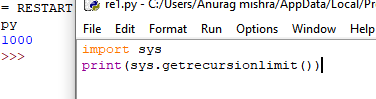 = RESTART
py
1000
>>>
re1.py - C:/Users/Anurag mishra/AppData/Local/Pro
File Edit Format Run Options Window Help
import sys
print(sys.getrecursionlimit())